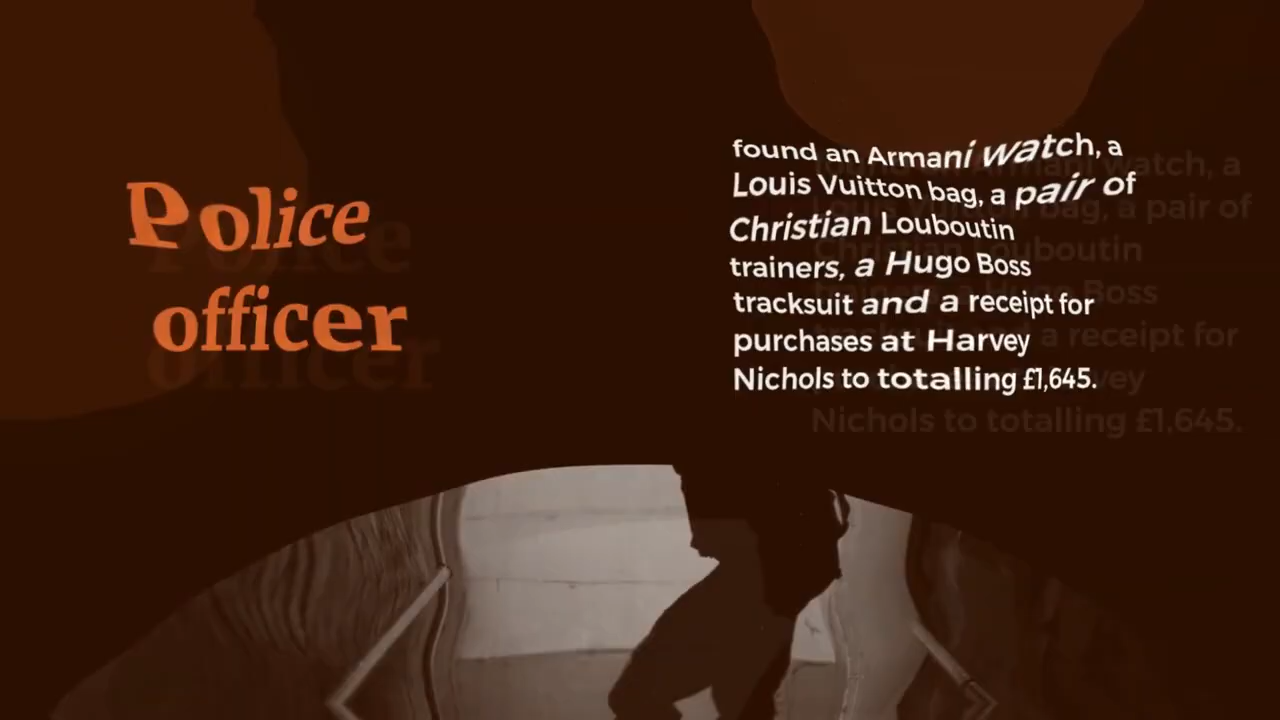 Police
officer
found an Armani watch, a
Louis Vuitton bag, a pair of
Christian Louboutin
trainers, a Hugo Boss
tracksuit and a receipt for
purchases at Harvey
Nichols to totalling £1,645.